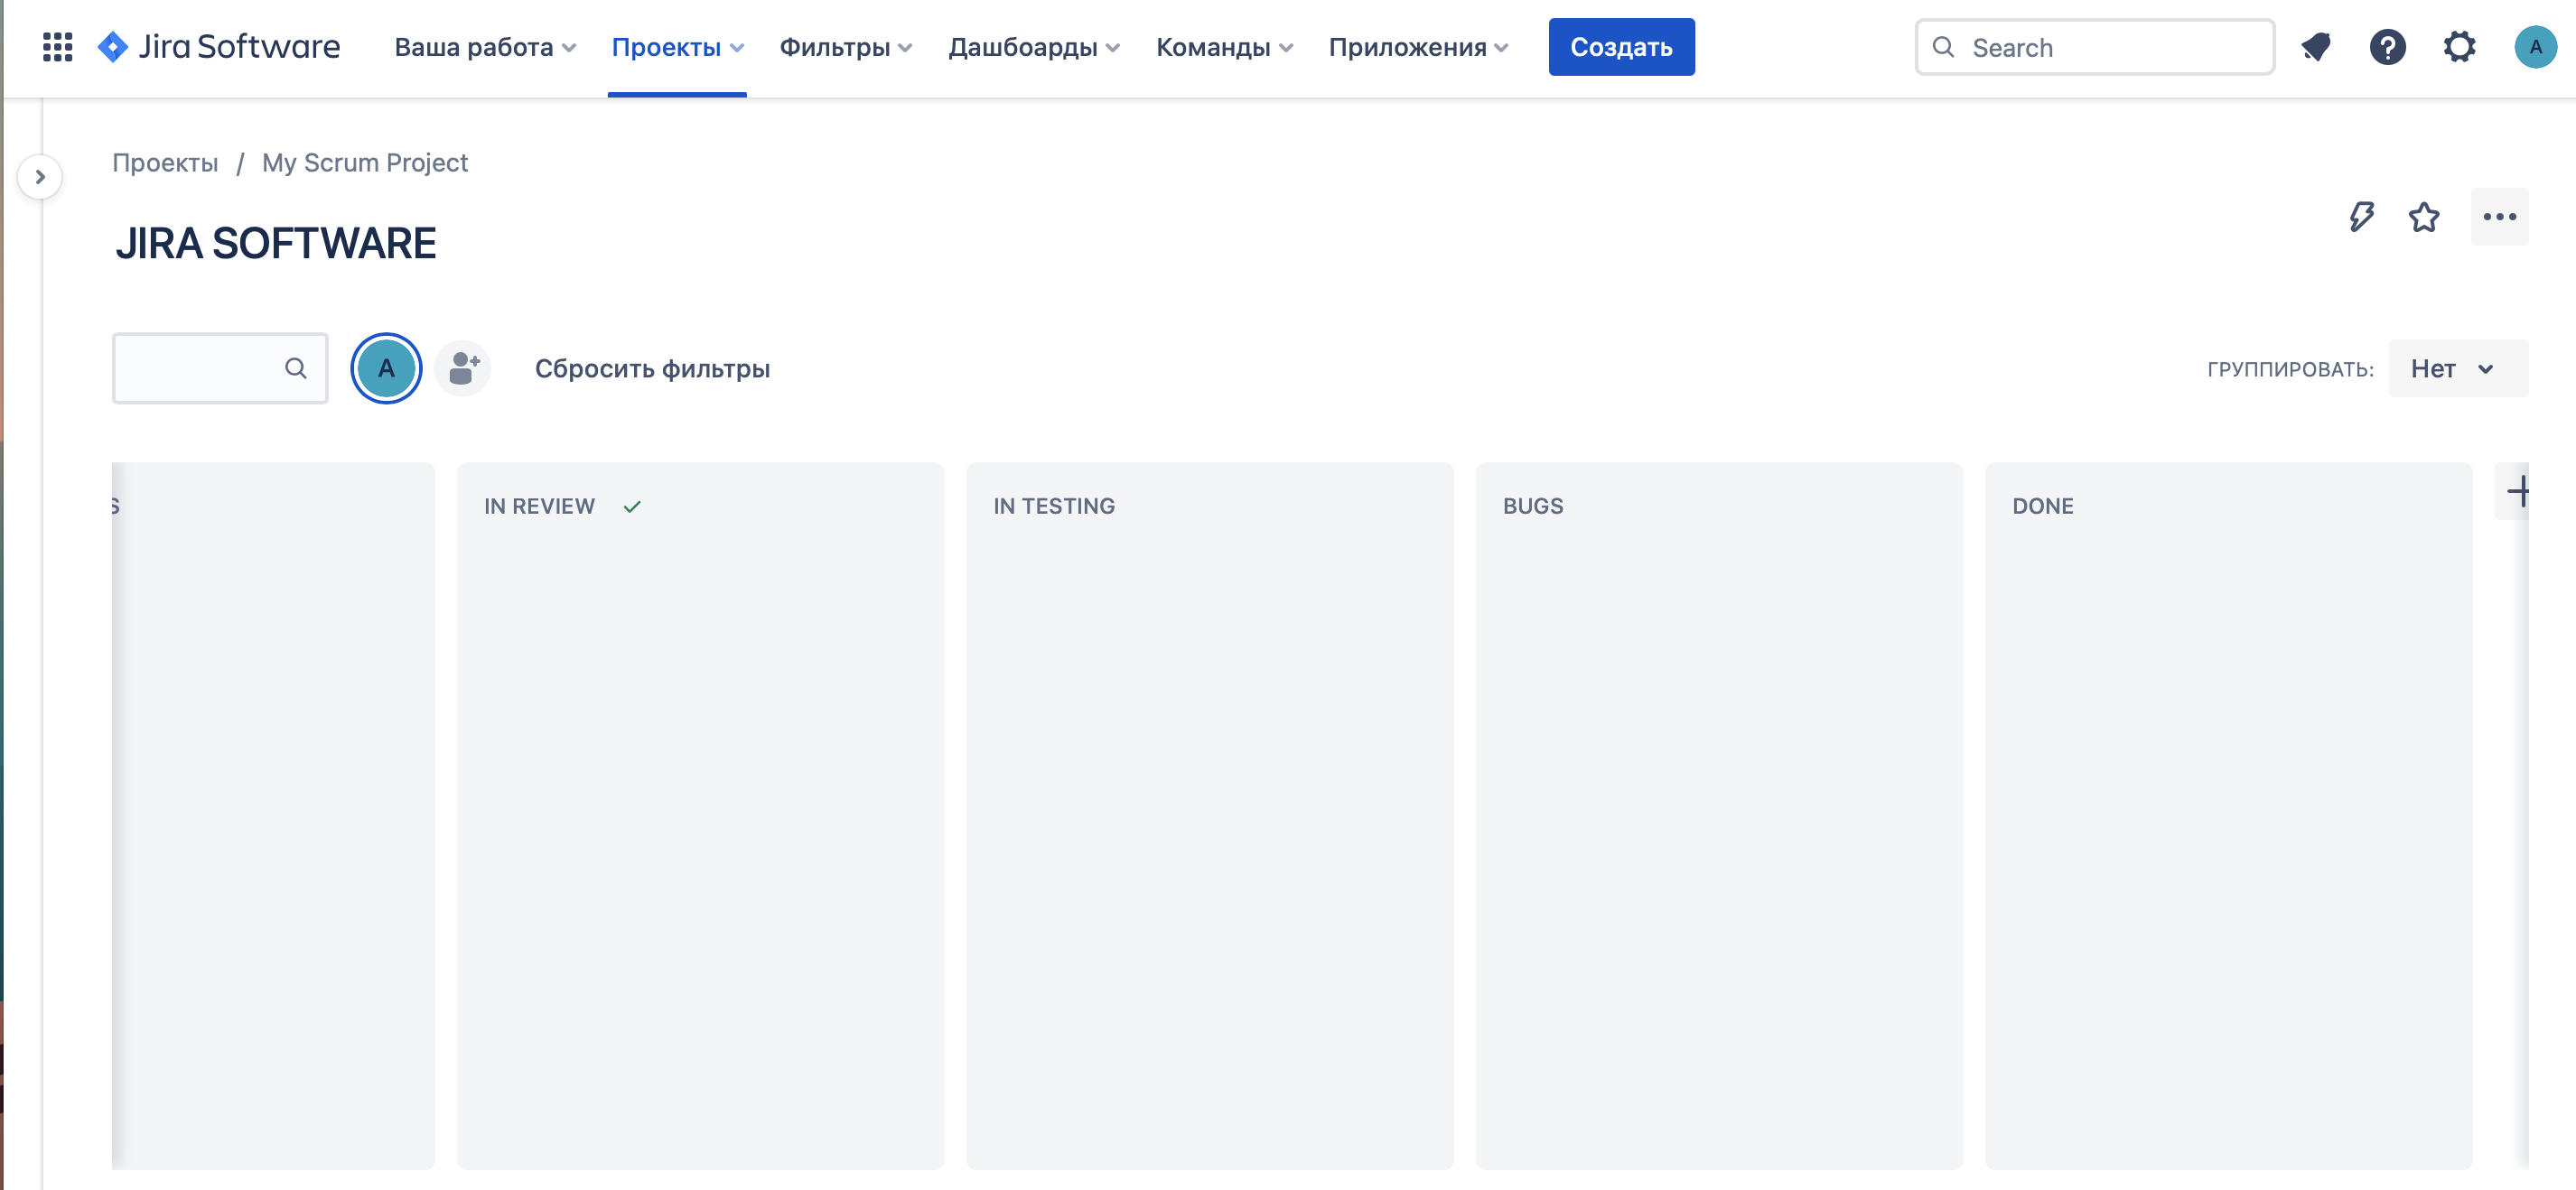 Jira Software Ваша работа Проекты Фильтры Дашбоарды Команды Приложения Создать Search A
Проекты / My Scrum Project
JIRA SOFTWARE
A Сбросить фильтры ГРУППИРОВАТЬ: Нет
S IN REVIEW IN TESTING BUGS DONE